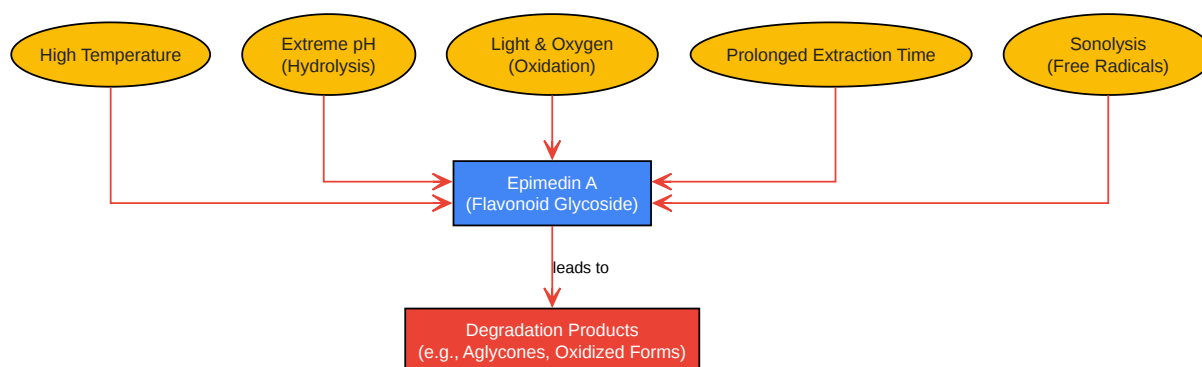 High Temperature
Extreme pH
(Hydrolysis)
Light & Oxygen
(Oxidation)
Prolonged Extraction Time
Sonolysis
(Free Radicals)
Epimedin A
(Flavonoid Glycoside)
leads to
Degradation Products
(e.g., Aglycones, Oxidized Forms)